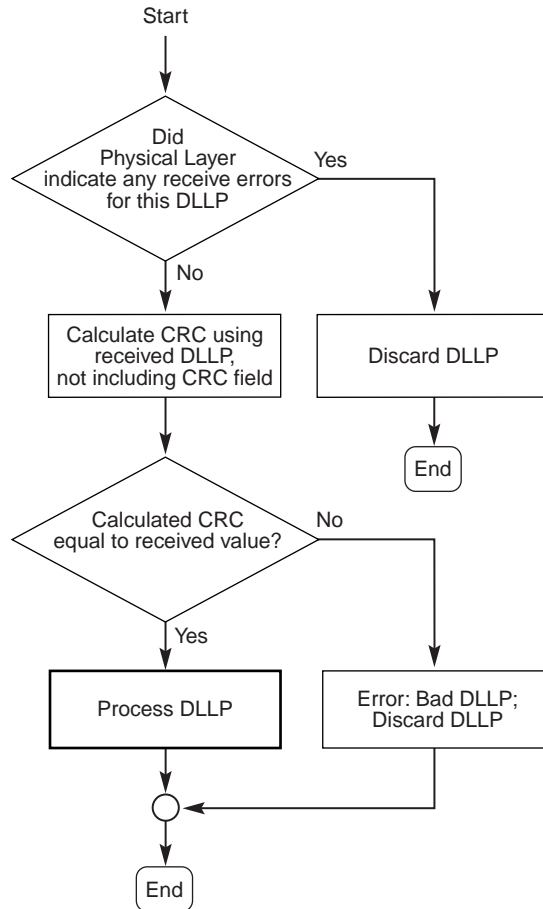 Start
Did
Physical Layer
indicate any receive errors
for this DLLP
Yes
No
Calculate CRC using
received DLLP,
not including CRC field
Discard DLLP
End
Calculated CRC
equal to received value?
No
Yes
Process DLLP
Error: Bad DLLP;
Discard DLLP
End